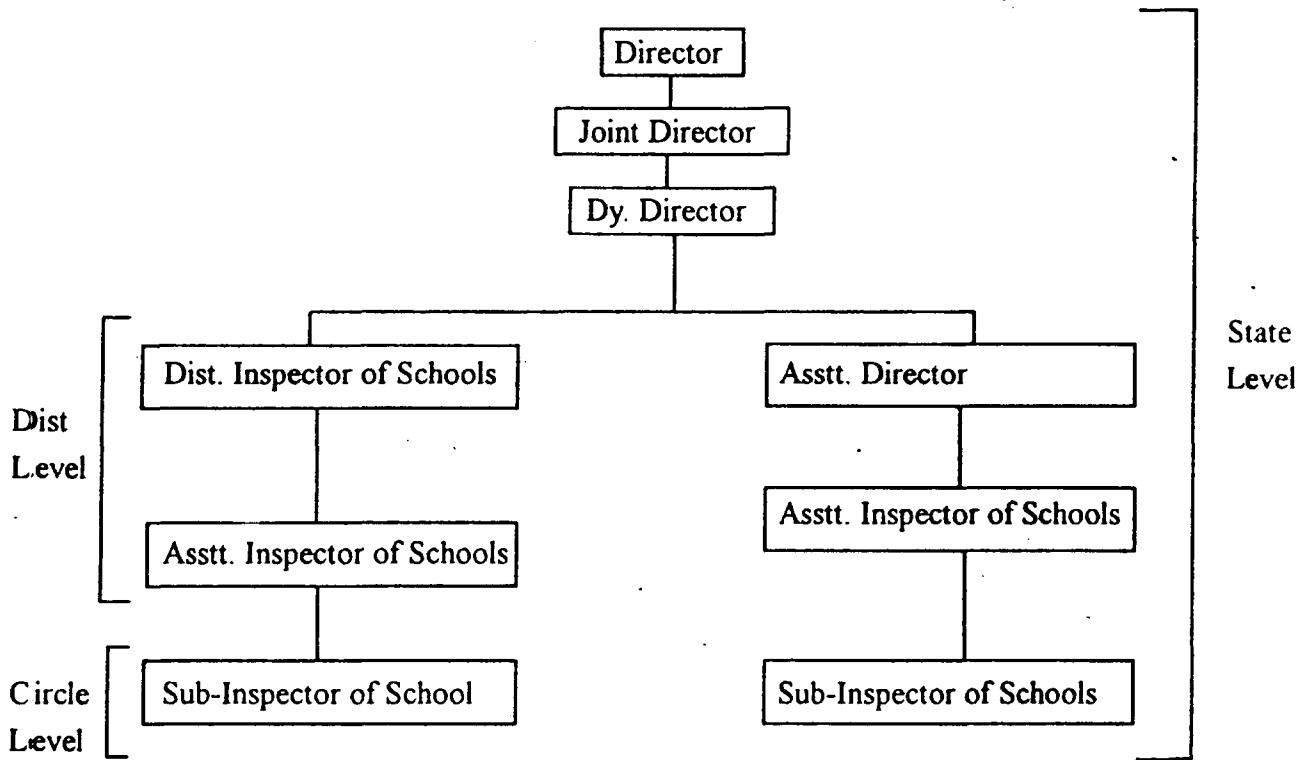 Director
Joint Director
Dy. Director
State
Level
Dist. Inspector of Schools
Asstt. Director
Dist
Level
Asstt. Inspector of Schools
Asstt. Inspector of Schools
Circle
Level
Sub-Inspector of School
Sub-Inspector of Schools